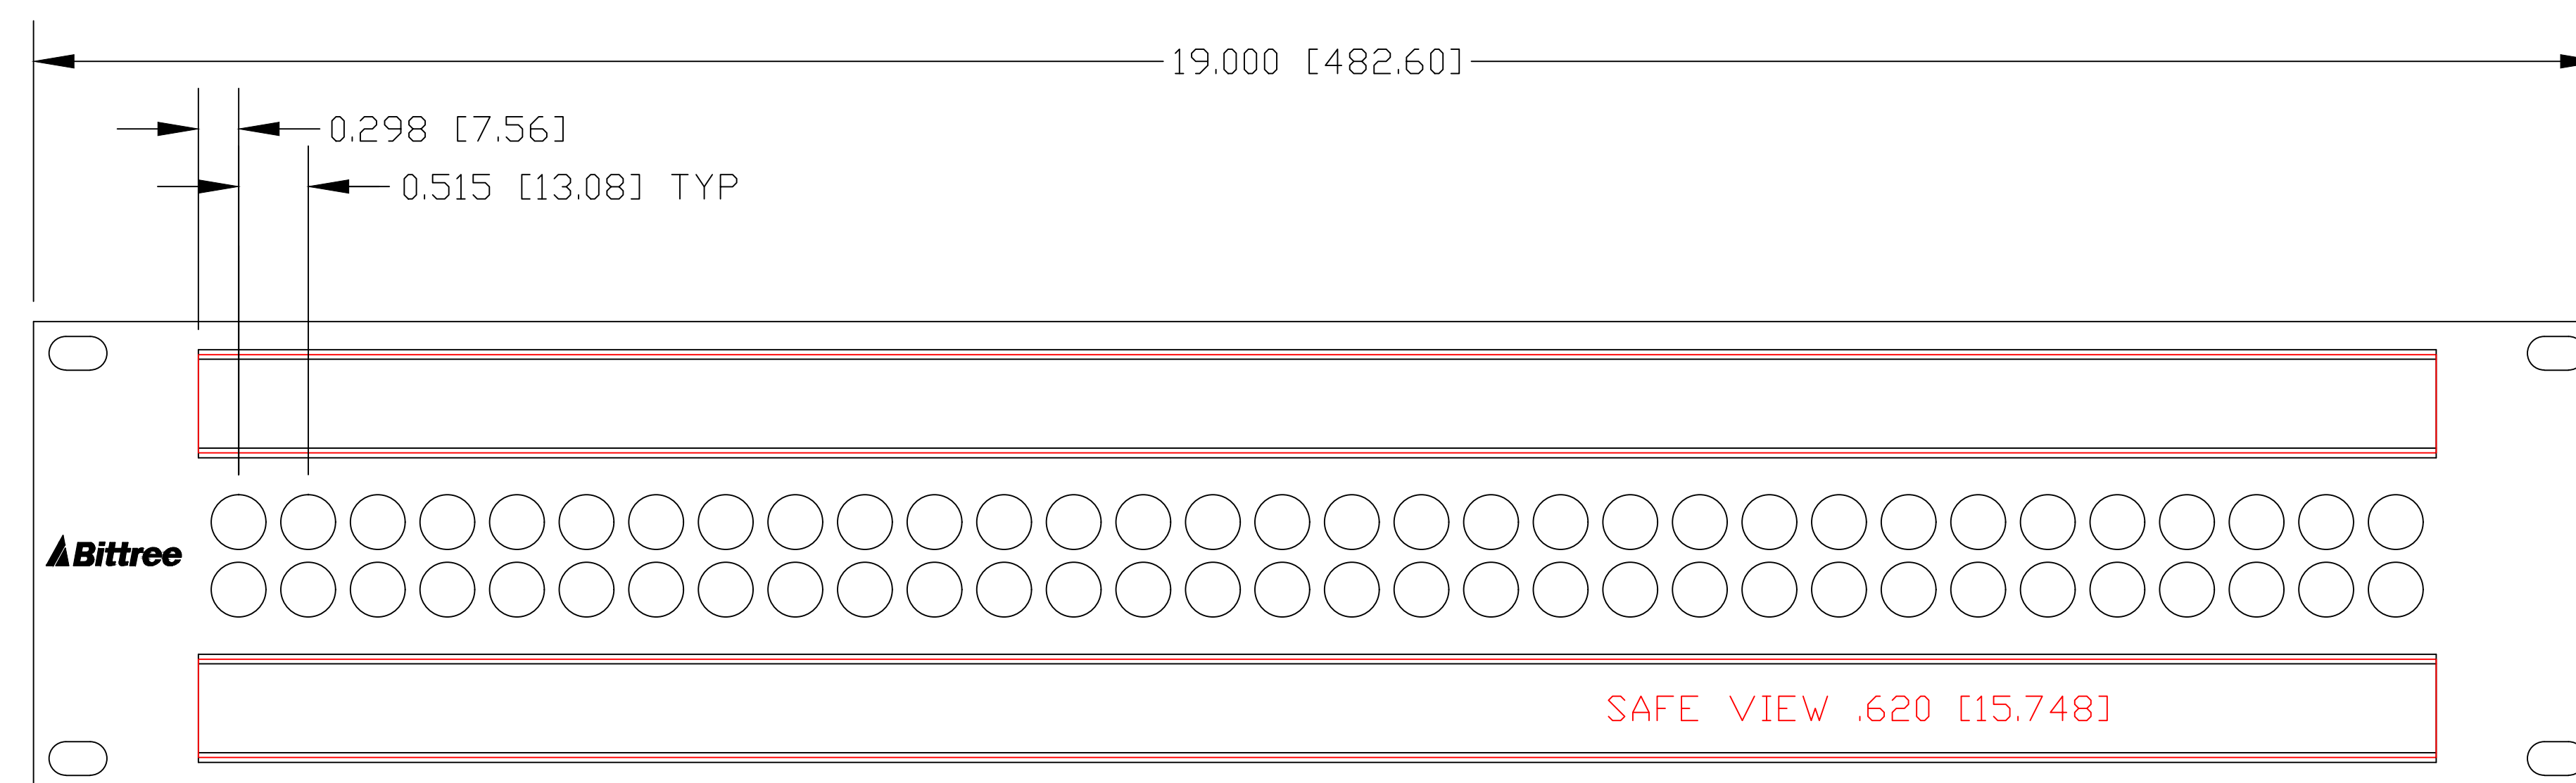 19.000 [482.60]
0.298 [7.56]
0.515 [13.08] TYP
Bittree
SAFE VIEW .620 [15.748]